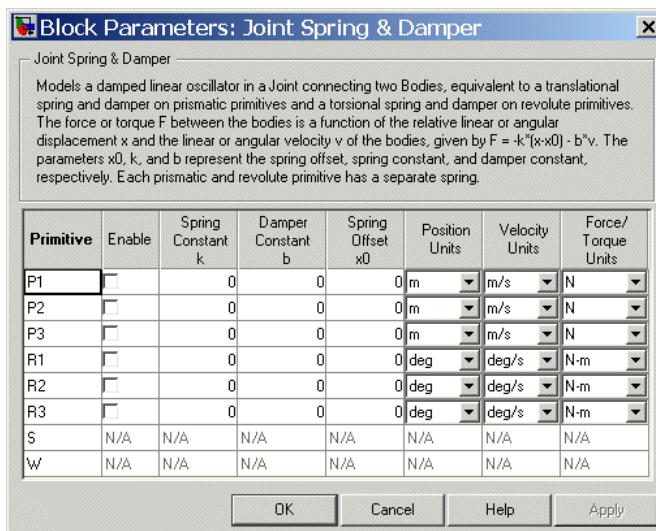 Block Parameters: Joint Spring & Damper
Joint Spring & Damper
Models a damped linear oscillator in a Joint connecting two Bodies, equivalent to a translational
spring and damper on prismatic primitives and a torsional spring and damper on revolute primitives.
The force or torque F between the bodies is a function of the relative linear or angular
displacement x and the linear or angular velocity v of the bodies, given by F = -k*(x-x0) - b*v. The
parameters x0, k, and b represent the spring offset, spring constant, and damper constant,
respectively. Each prismatic and revolute primitive has a separate spring.
Primitive Enable Spring Constant k Damper Constant b Spring Offset x0 Position Units Velocity Units Force/ Torque Units
P1 0 0 0 m m/s N
P2 0 0 0 m m/s N
P3 0 0 0 m m/s N
R1 0 0 0 deg deg/s N-m
R2 0 0 0 deg deg/s N-m
R3 0 0 0 deg deg/s N-m
S N/A N/A N/A N/A N/A N/A N/A
W N/A N/A N/A N/A N/A N/A N/A
OK Cancel Help Apply